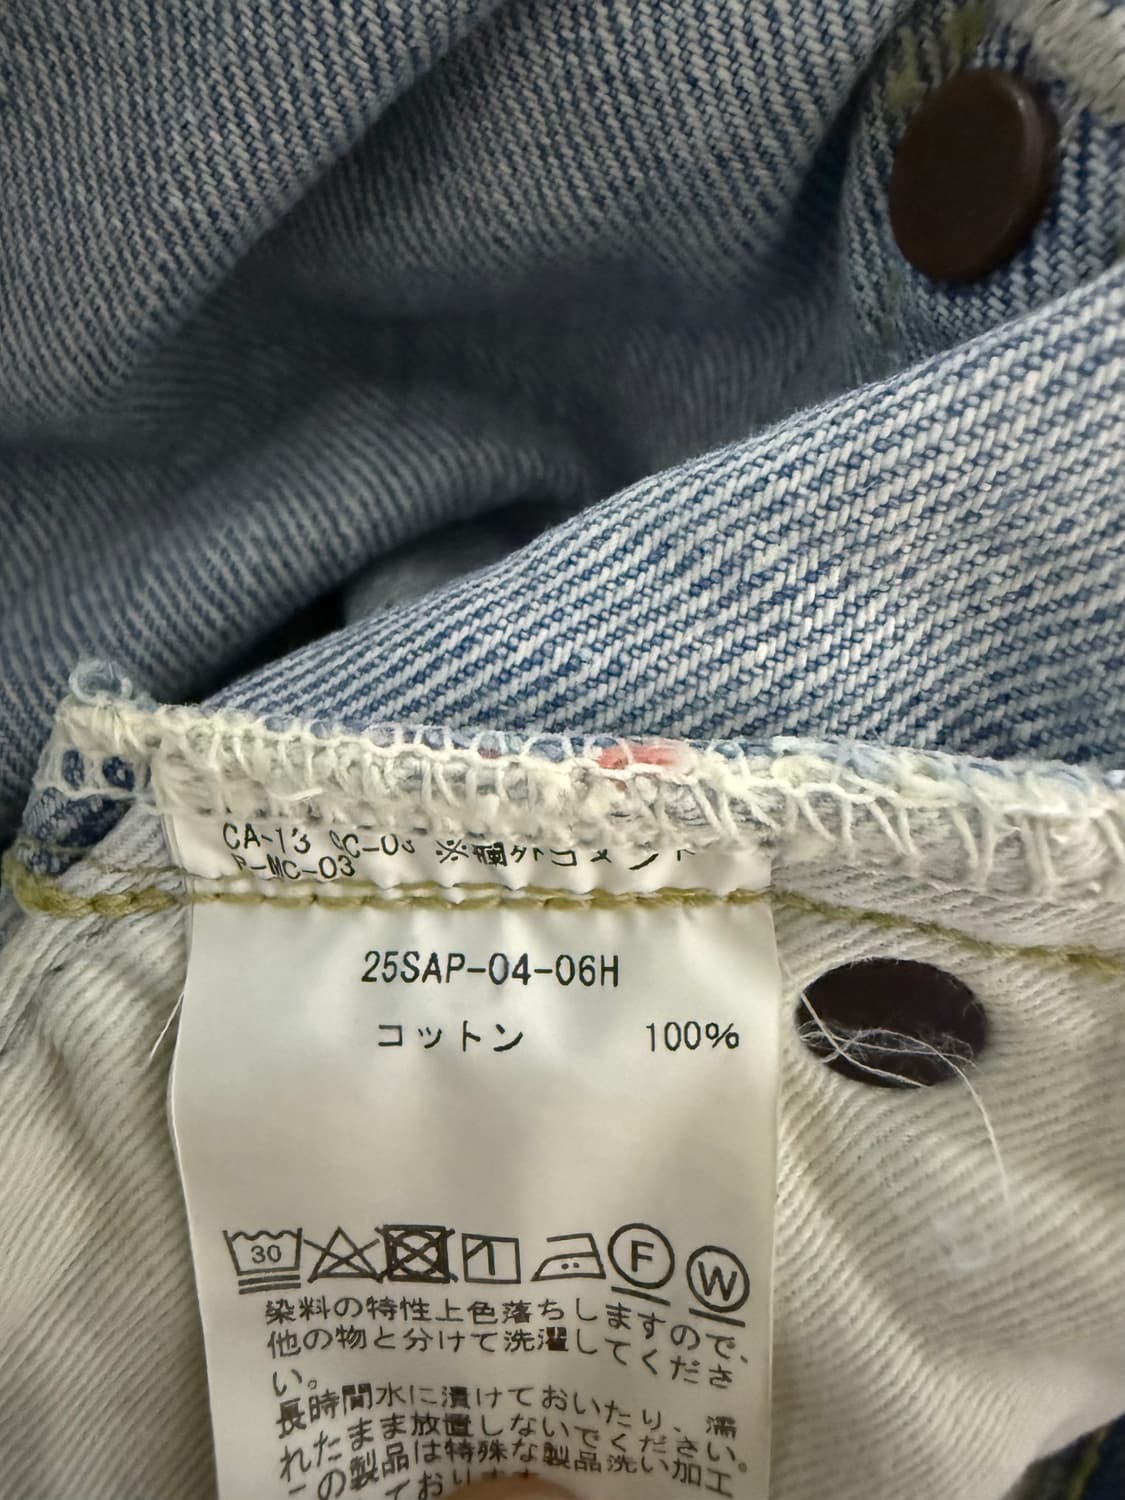 CA-13 ※欄外コメント
P-MC-03
25SAP-04-06H
コットン 100%
30 F W
染料の特性上色落ちしますので、
他の物と分けて洗濯してくださ
い。
長時間水に漬けておいたり、濡
れたまま放置しないでください。
この製品は特殊な製品洗い加工
ており